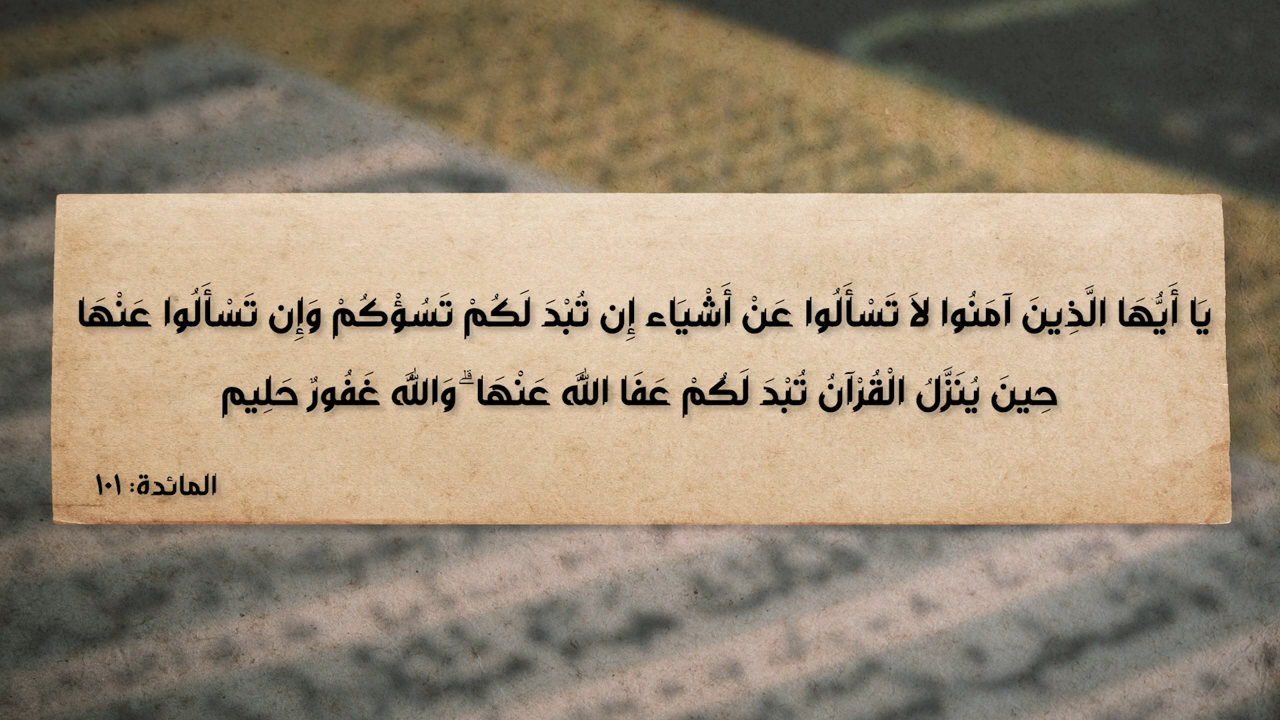 يَا أَيُّهَا الَّذِينَ آمَنُوا لاَ تَسْأَلُوا عَنْ أَشْيَاء إِن تُبْدَ لَكُمْ تَسُؤْكُمْ وَإِن تَسْأَلُوا عَنْهَا
حِينَ يُنَزَّلُ الْقُرْآنُ تُبْدَ لَكُمْ عَفَا اللّه عَنْهَا ۗ وَاللّه غَفُورٌ حَلِيم
المائدة: ١٠١